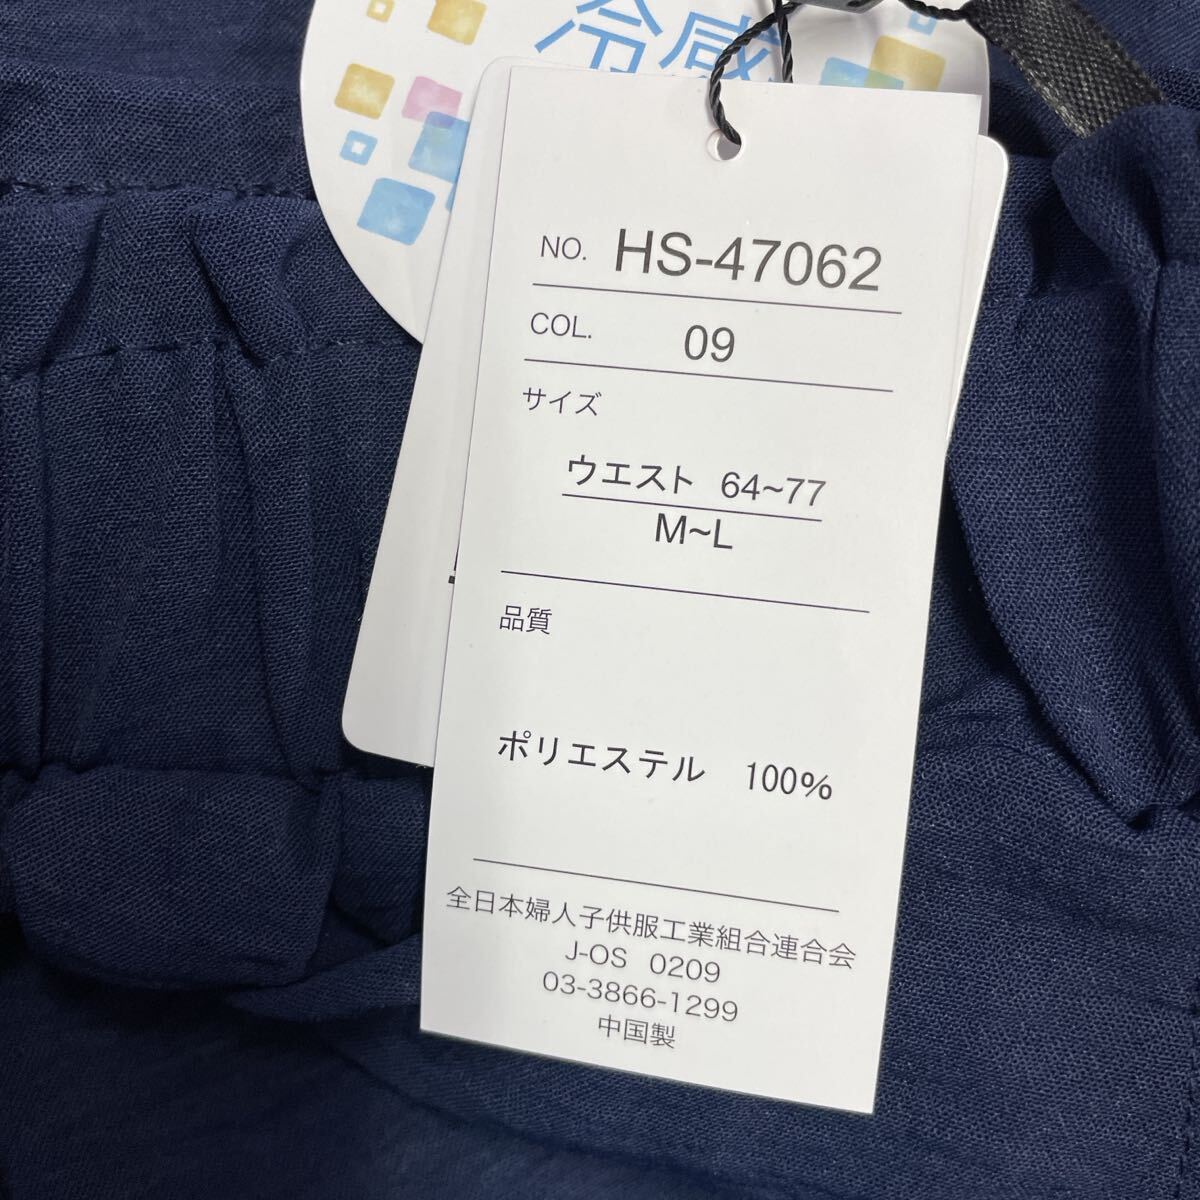 冷感
NO. HS-47062
COL. 09
サイズ
ウエスト 64~77
M~L
品質
ポリエステル 100%
全日本婦人子供服工業組合連合会
J-OS 0209
03-3866-1299
中国製